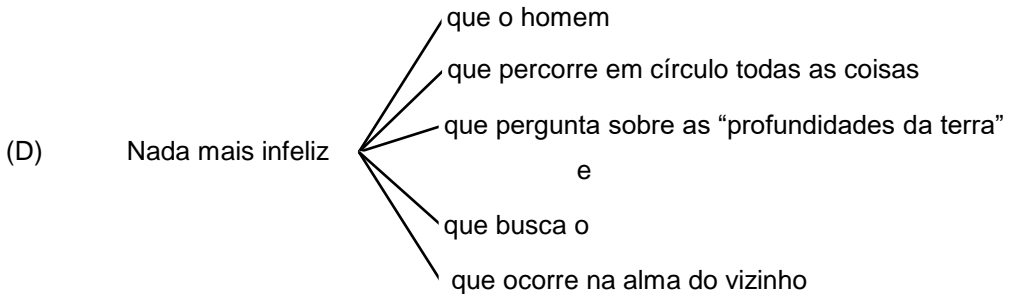 que o homem
que percorre em círculo todas as coisas
que pergunta sobre as “profundidades da terra”
(D) Nada mais infeliz
e
que busca o
que ocorre na alma do vizinho